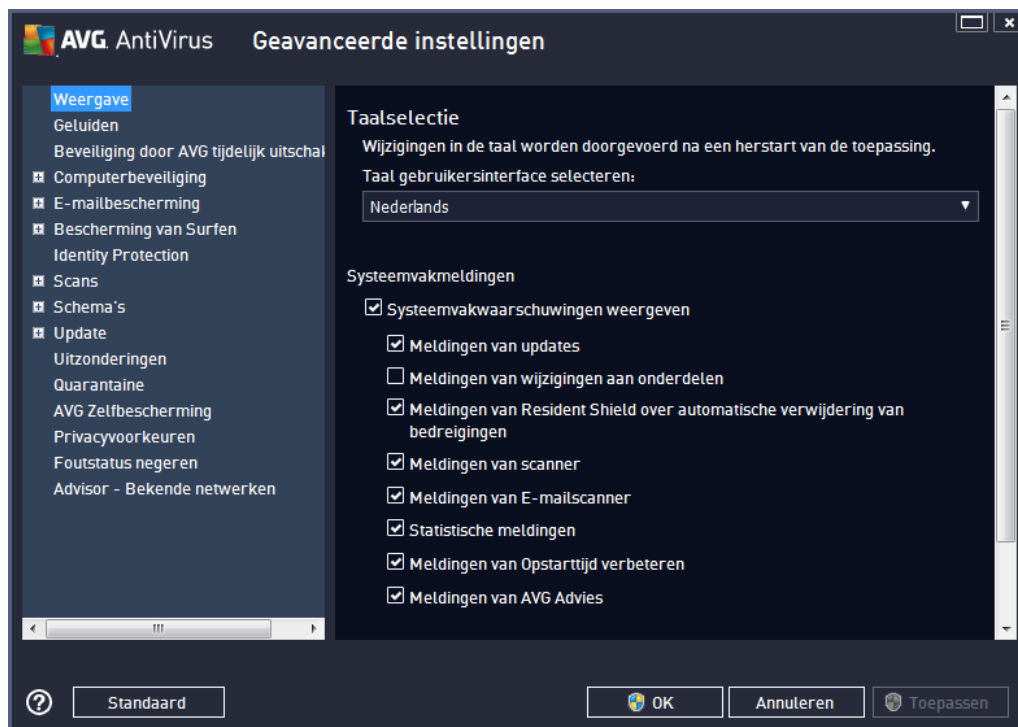 AVG. AntiVirus
Geavanceerde instellingen
Weergave
Geluiden
Beveiliging door AVG tijdelijk uitschak
Computerbeveiliging
E-mailbescherming
Bescherming van Surfen
Identity Protection
Scans
Schema's
Update
Uitzonderingen
Quarantaine
AVG Zelfbescherming
Privacyvoorkeuren
Foutstatus negeren
Advisor - Bekende netwerken
Taalselectie
Wijzigingen in de taal worden doorgevoerd na een herstart van de toepassing.
Taal gebruikersinterface selecteren:
Nederlands
Systeemvakmeldingen
Systeemvakwaarschuwingen weergeven
Meldingen van updates
Meldingen van wijzigingen aan onderdelen
Meldingen van Resident Shield over automatische verwijdering van
bedreigingen
Meldingen van scanner
Meldingen van E-mailscanner
Statistische meldingen
Meldingen van Opstarttijd verbeteren
Meldingen van AVG Advies
Standaard
OK
Annuleren
Toepassen